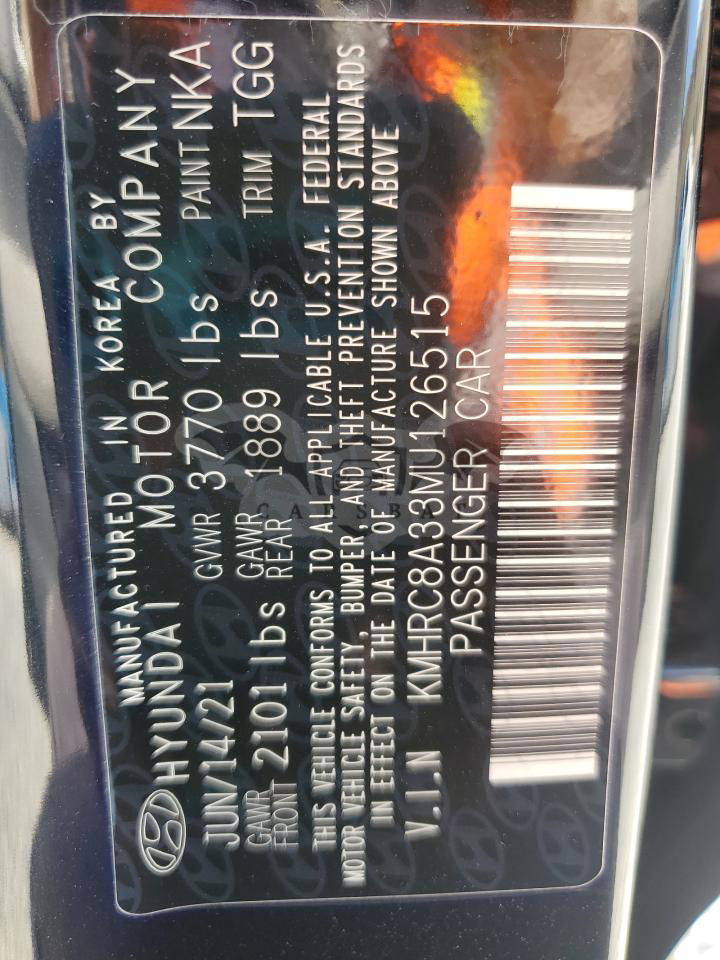 MANUFACTURED IN KOREA BY
HYUNDAI MOTOR COMPANY
JUN/14/21 GVWR 3770 lbs PAINT NKA
GAWR FRONT 2101 lbs GAWR REAR 1889 lbs TRIM TGG
THIS VEHICLE CONFORMS TO ALL APPLICABLE U.S.A. FEDERAL
MOTOR VEHICLE SAFETY, BUMPER, AND THEFT PREVENTION STANDARDS
IN EFFECT ON THE DATE OF MANUFACTURE SHOWN ABOVE
V.I.N KMHRC8A33MU126515
PASSENGER CAR